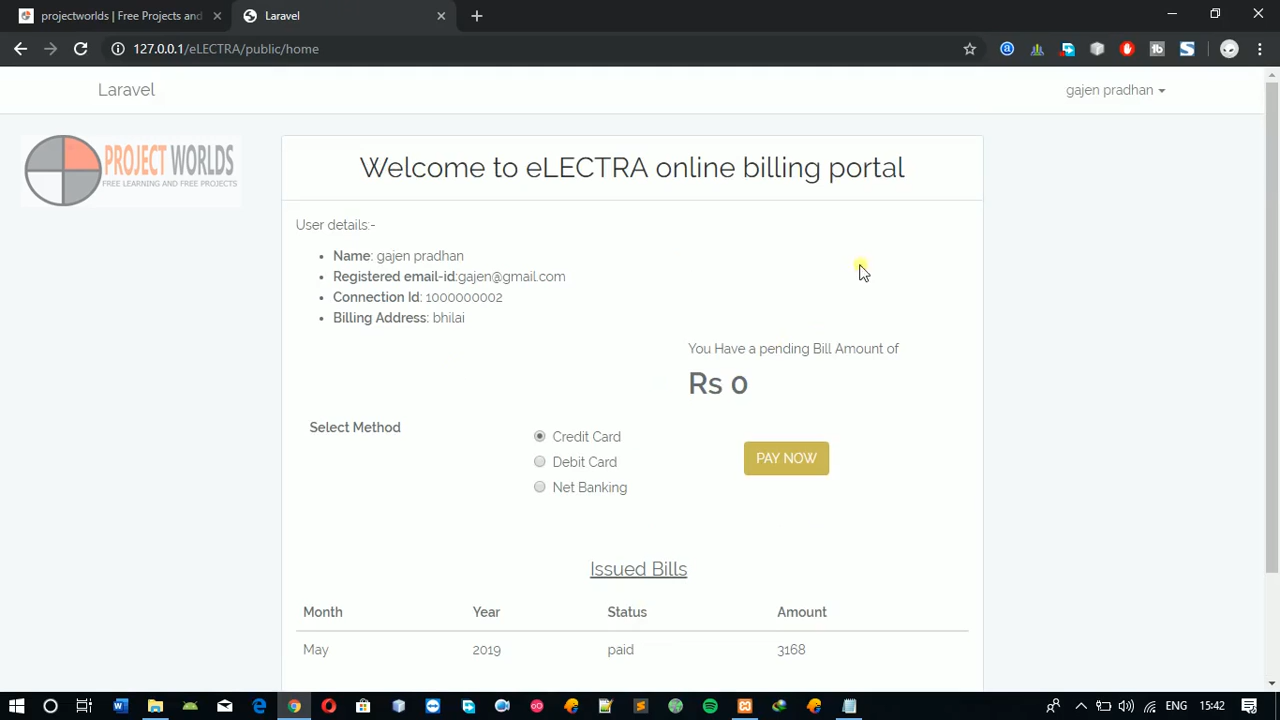 projectworlds | Free Projects and
Laravel
127.0.0.1/eLECTRA/public/home
Laravel
gajen pradhan
PROJECT WORLDS
FREE LEARNING AND FREE PROJECTS
Welcome to eLECTRA online billing portal
User details:-
Name: gajen pradhan
Registered email-id:gajen@gmail.com
Connection Id: 1000000002
Billing Address: bhilai
You Have a pending Bill Amount of
Rs 0
Select Method
Credit Card
Debit Card
Net Banking
PAY NOW
Issued Bills
Month Year Status Amount
May 2019 paid 3168
ENG 15:42